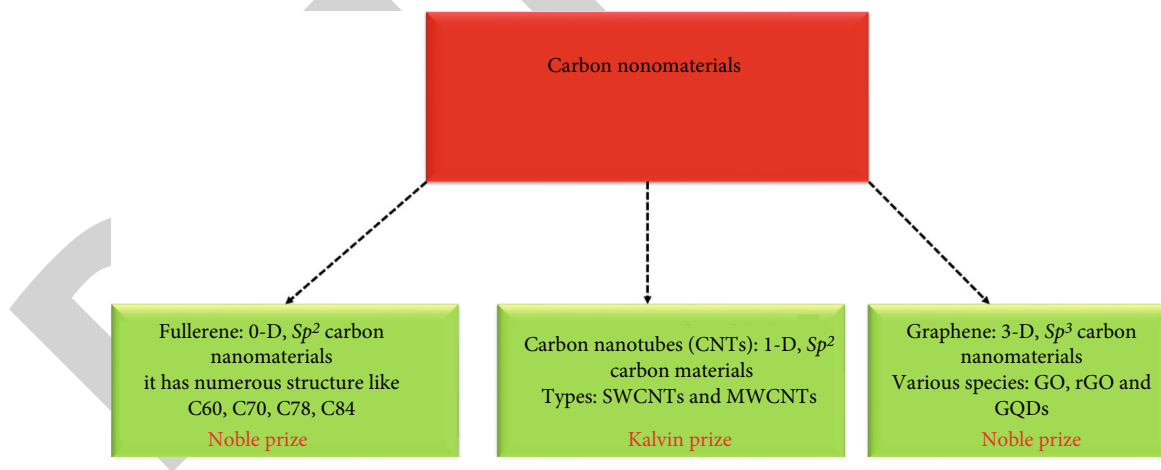 Carbon nonomaterials
Fullerene: 0-D, Sp² carbon
nanomaterials
it has numerous structure like
C60, C70, C78, C84
Noble prize
Carbon nanotubes (CNTs): 1-D, Sp²
carbon materials
Types: SWCNTs and MWCNTs
Kalvin prize
Graphene: 3-D, Sp³ carbon
nanomaterials
Various species: GO, rGO and
GQDs
Noble prize